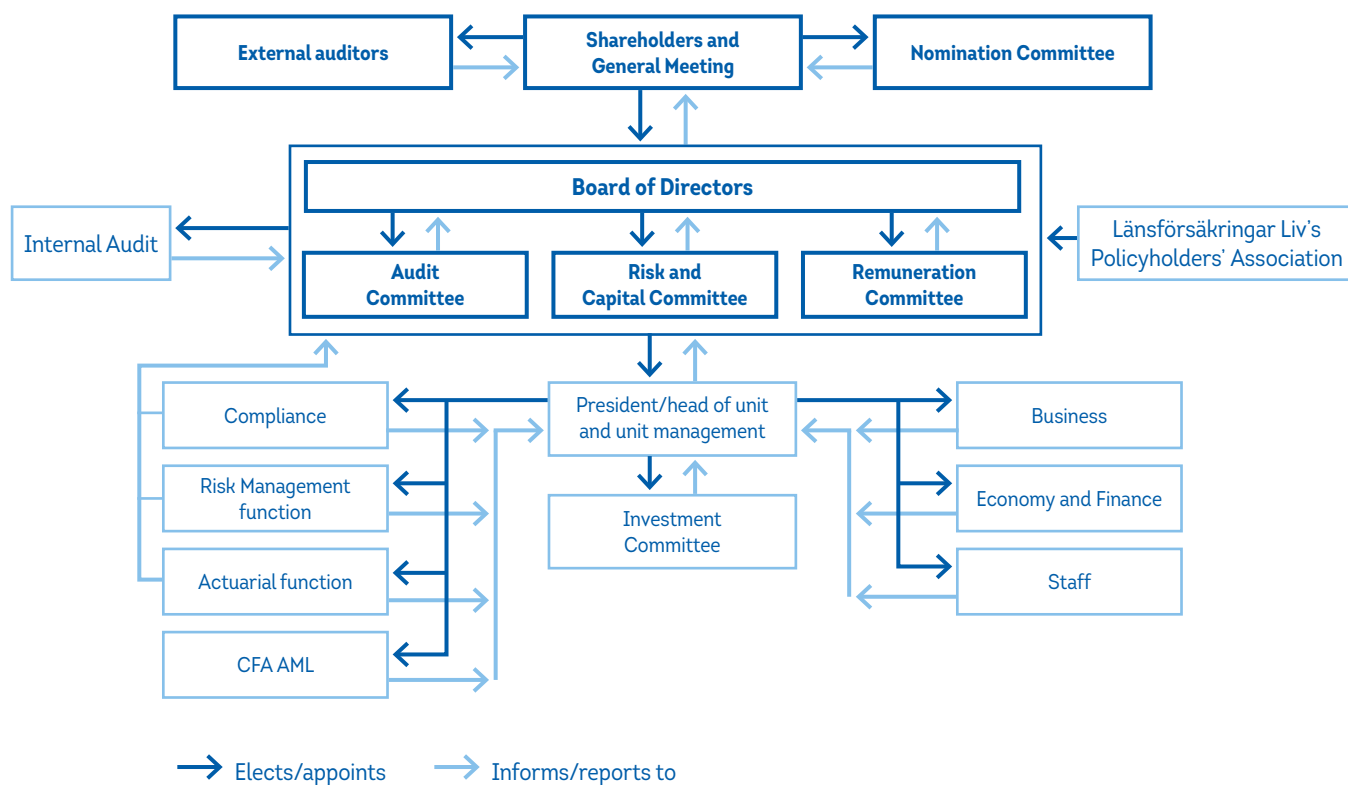 External auditors
Shareholders and
General Meeting
Nomination Committee
Board of Directors
Internal Audit
Audit
Committee
Risk and
Capital Committee
Remuneration
Committee
Länsförsäkringar Liv's
Policyholders' Association
Compliance
President/head of unit
and unit management
Business
Risk Management
function
Investment
Committee
Economy and Finance
Actuarial function
Staff
CFA AML
Elects/appoints
Informs/reports to